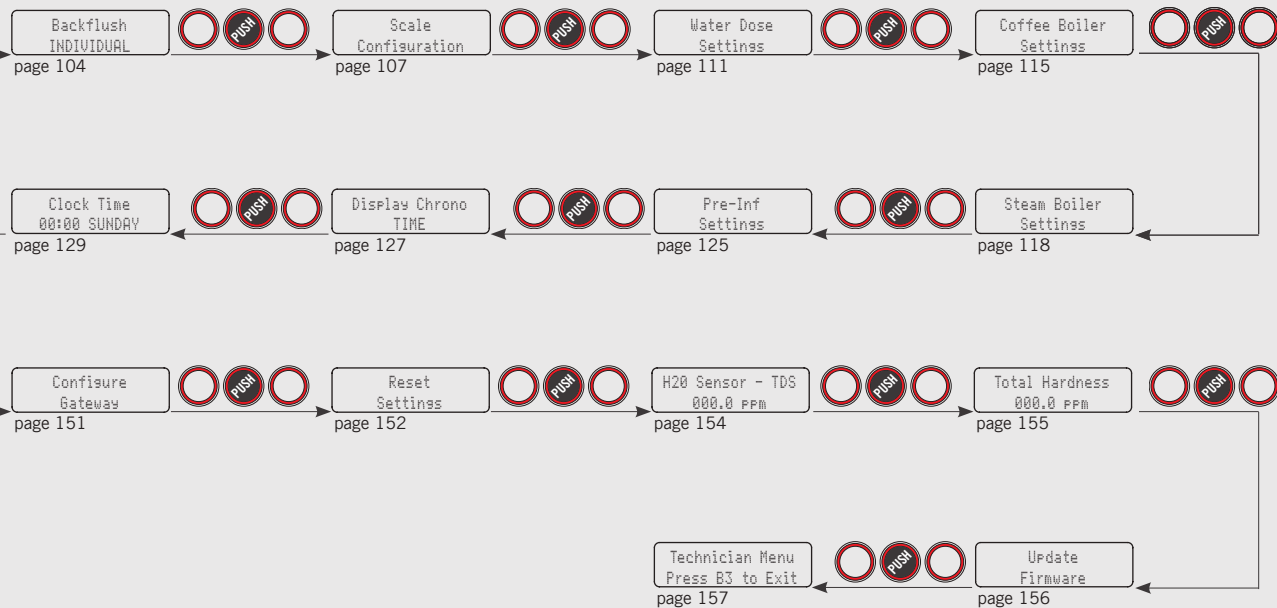 Backflush
INDIVIDUAL
PUSH
page 104
Scale
Configuration
PUSH
page 107
Water Dose
Settings
PUSH
page 111
Coffee Boiler
Settings
PUSH
page 115
Clock Time
00:00 SUNDAY
PUSH
page 129
Display Chrono
TIME
PUSH
page 127
Pre-Inf
Settings
PUSH
page 125
Steam Boiler
Settings
page 118
Configure
Gateway
PUSH
page 151
Reset
Settings
PUSH
page 152
H20 Sensor - TDS
000.0 ppm
PUSH
page 154
Total Hardness
000.0 ppm
PUSH
page 155
Technician Menu
Press B3 to Exit
PUSH
page 157
Update
Firmware
page 156